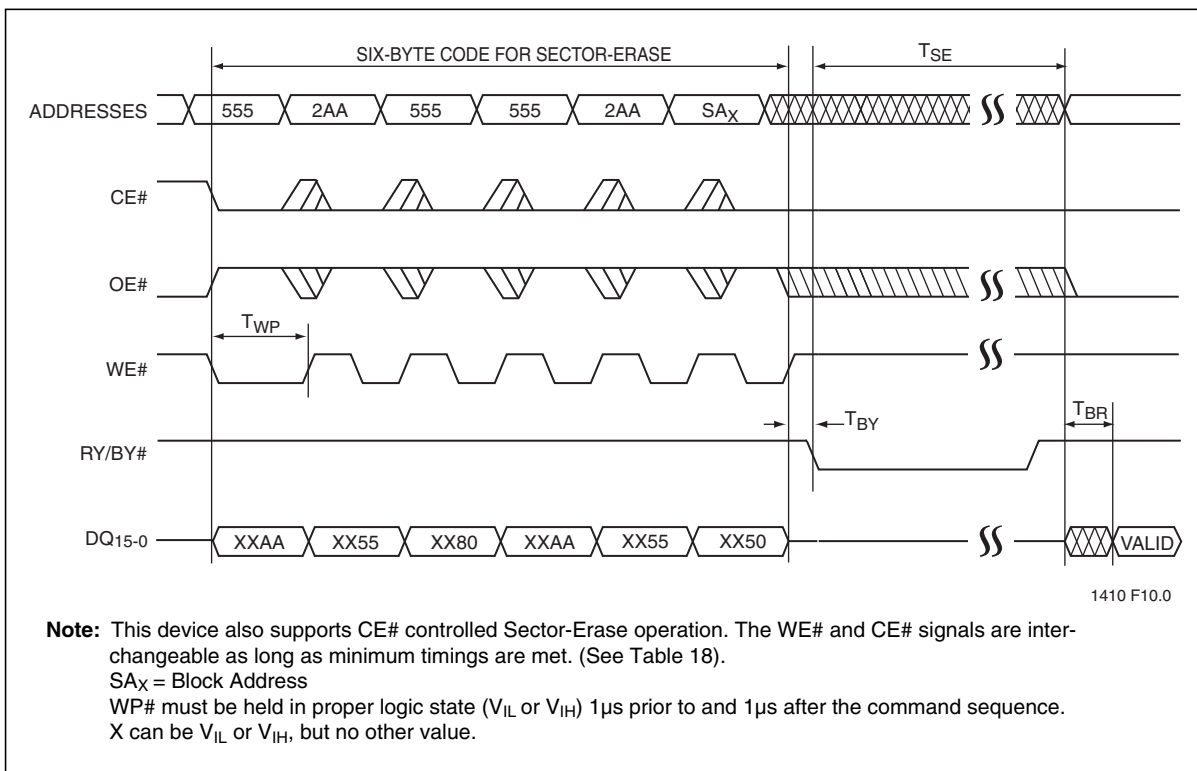 SIX-BYTE CODE FOR SECTOR-ERASE
TSE
ADDRESSES 555 2AA 555 555 2AA SAX
CE#
OE#
TWP
WE#
TBY
TBR
RY/BY#
DQ15-0 XXAA XX55 XX80 XXAA XX55 XX50 VALID
1410 F10.0
Note: This device also supports CE# controlled Sector-Erase operation. The WE# and CE# signals are inter-
changeable as long as minimum timings are met. (See Table 18).
SAX = Block Address
WP# must be held in proper logic state (VIL or VIH) 1µs prior to and 1µs after the command sequence.
X can be VIL or VIH, but no other value.